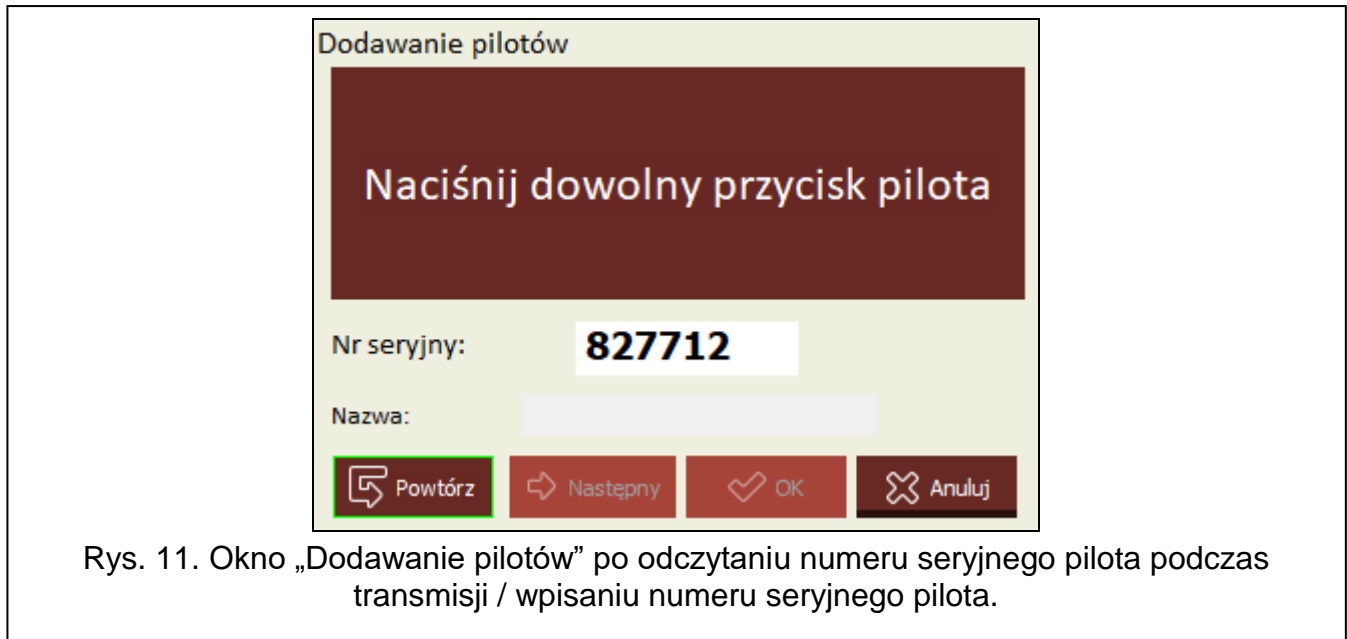 Dodawanie pilotów
Naciśnij dowolny przycisk pilota
Nr seryjny: 827712
Nazwa:
Powtórz Następny OK Anuluj
Rys. 11. Okno „Dodawanie pilotów” po odczytaniu numeru seryjnego pilota podczas
transmisji / wpisaniu numeru seryjnego pilota.